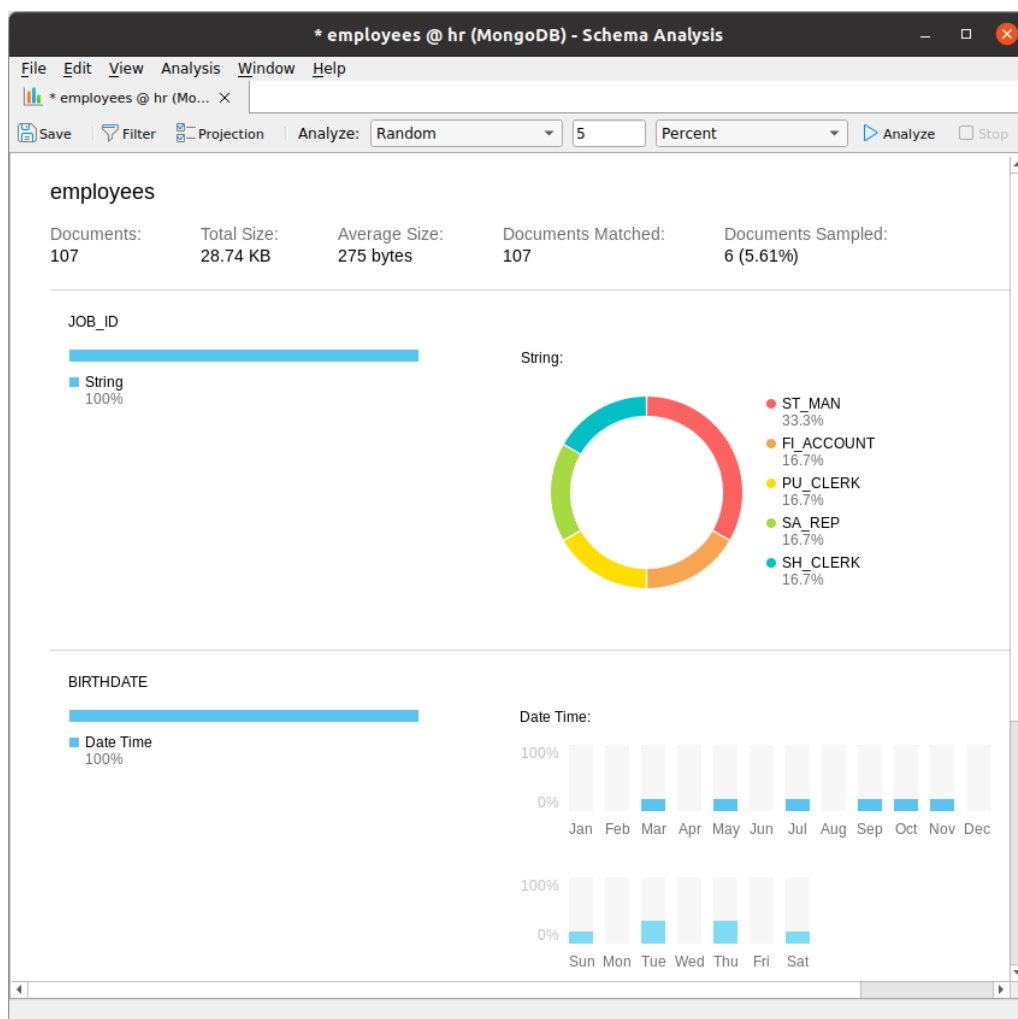 * employees @ hr (MongoDB) - Schema Analysis
File Edit View Analysis Window Help
* employees @ hr (Mo...
Save Filter Projection Analyze: Random 5 Percent Analyze Stop
employees
Documents: Total Size: Average Size: Documents Matched: Documents Sampled:
107 28.74 KB 275 bytes 107 6 (5.61%)
JOB_ID
String
100%
String:
ST_MAN
33.3%
FI_ACCOUNT
16.7%
PU_CLERK
16.7%
SA_REP
16.7%
SH_CLERK
16.7%
BIRTHDATE
Date Time
100%
Date Time:
100%
0%
Jan Feb Mar Apr May Jun Jul Aug Sep Oct Nov Dec
100%
0%
Sun Mon Tue Wed Thu Fri Sat